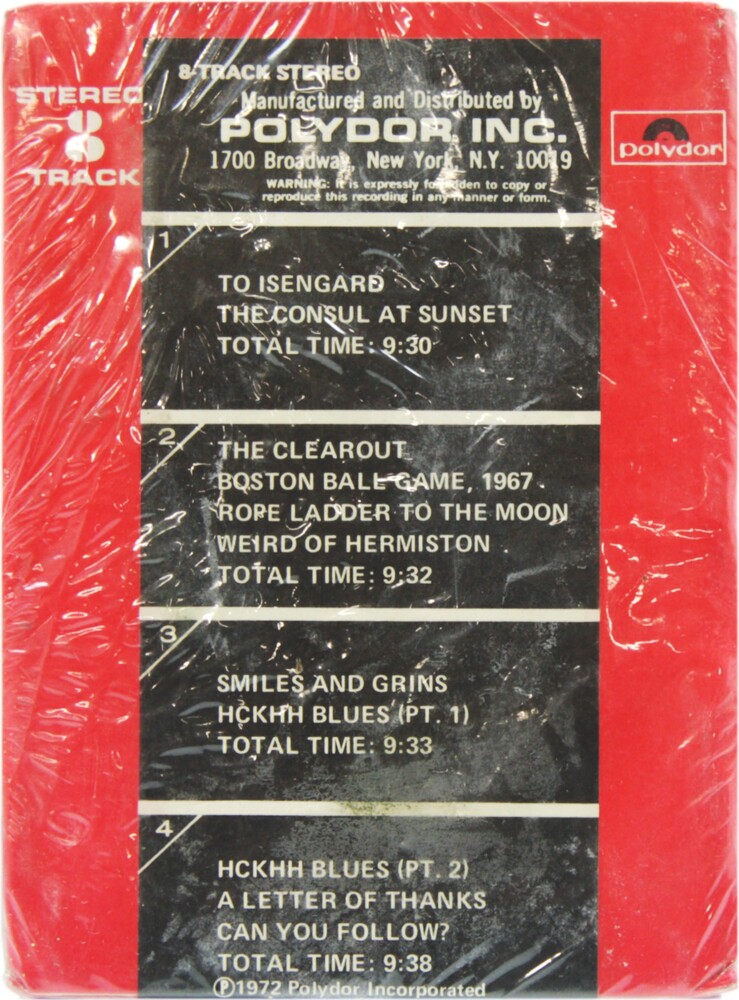 8-TRACK STEREO
Manufactured and Distributed by
POLYDOR INC.
1700 Broadway, New York, N.Y. 10019
WARNING: It is expressly forbidden to copy or
reproduce this recording in any manner or form.
STEREO
8
TRACK
polydor
1
TO ISENGARD
THE CONSUL AT SUNSET
TOTAL TIME: 9:30
2
THE CLEAROUT
BOSTON BALL GAME, 1967
ROPE LADDER TO THE MOON
WEIRD OF HERMISTON
TOTAL TIME: 9:32
3
SMILES AND GRINS
HCKHH BLUES (PT. 1)
TOTAL TIME: 9:33
4
HCKHH BLUES (PT. 2)
A LETTER OF THANKS
CAN YOU FOLLOW?
TOTAL TIME: 9:38
Ⓟ1972 Polydor Incorporated